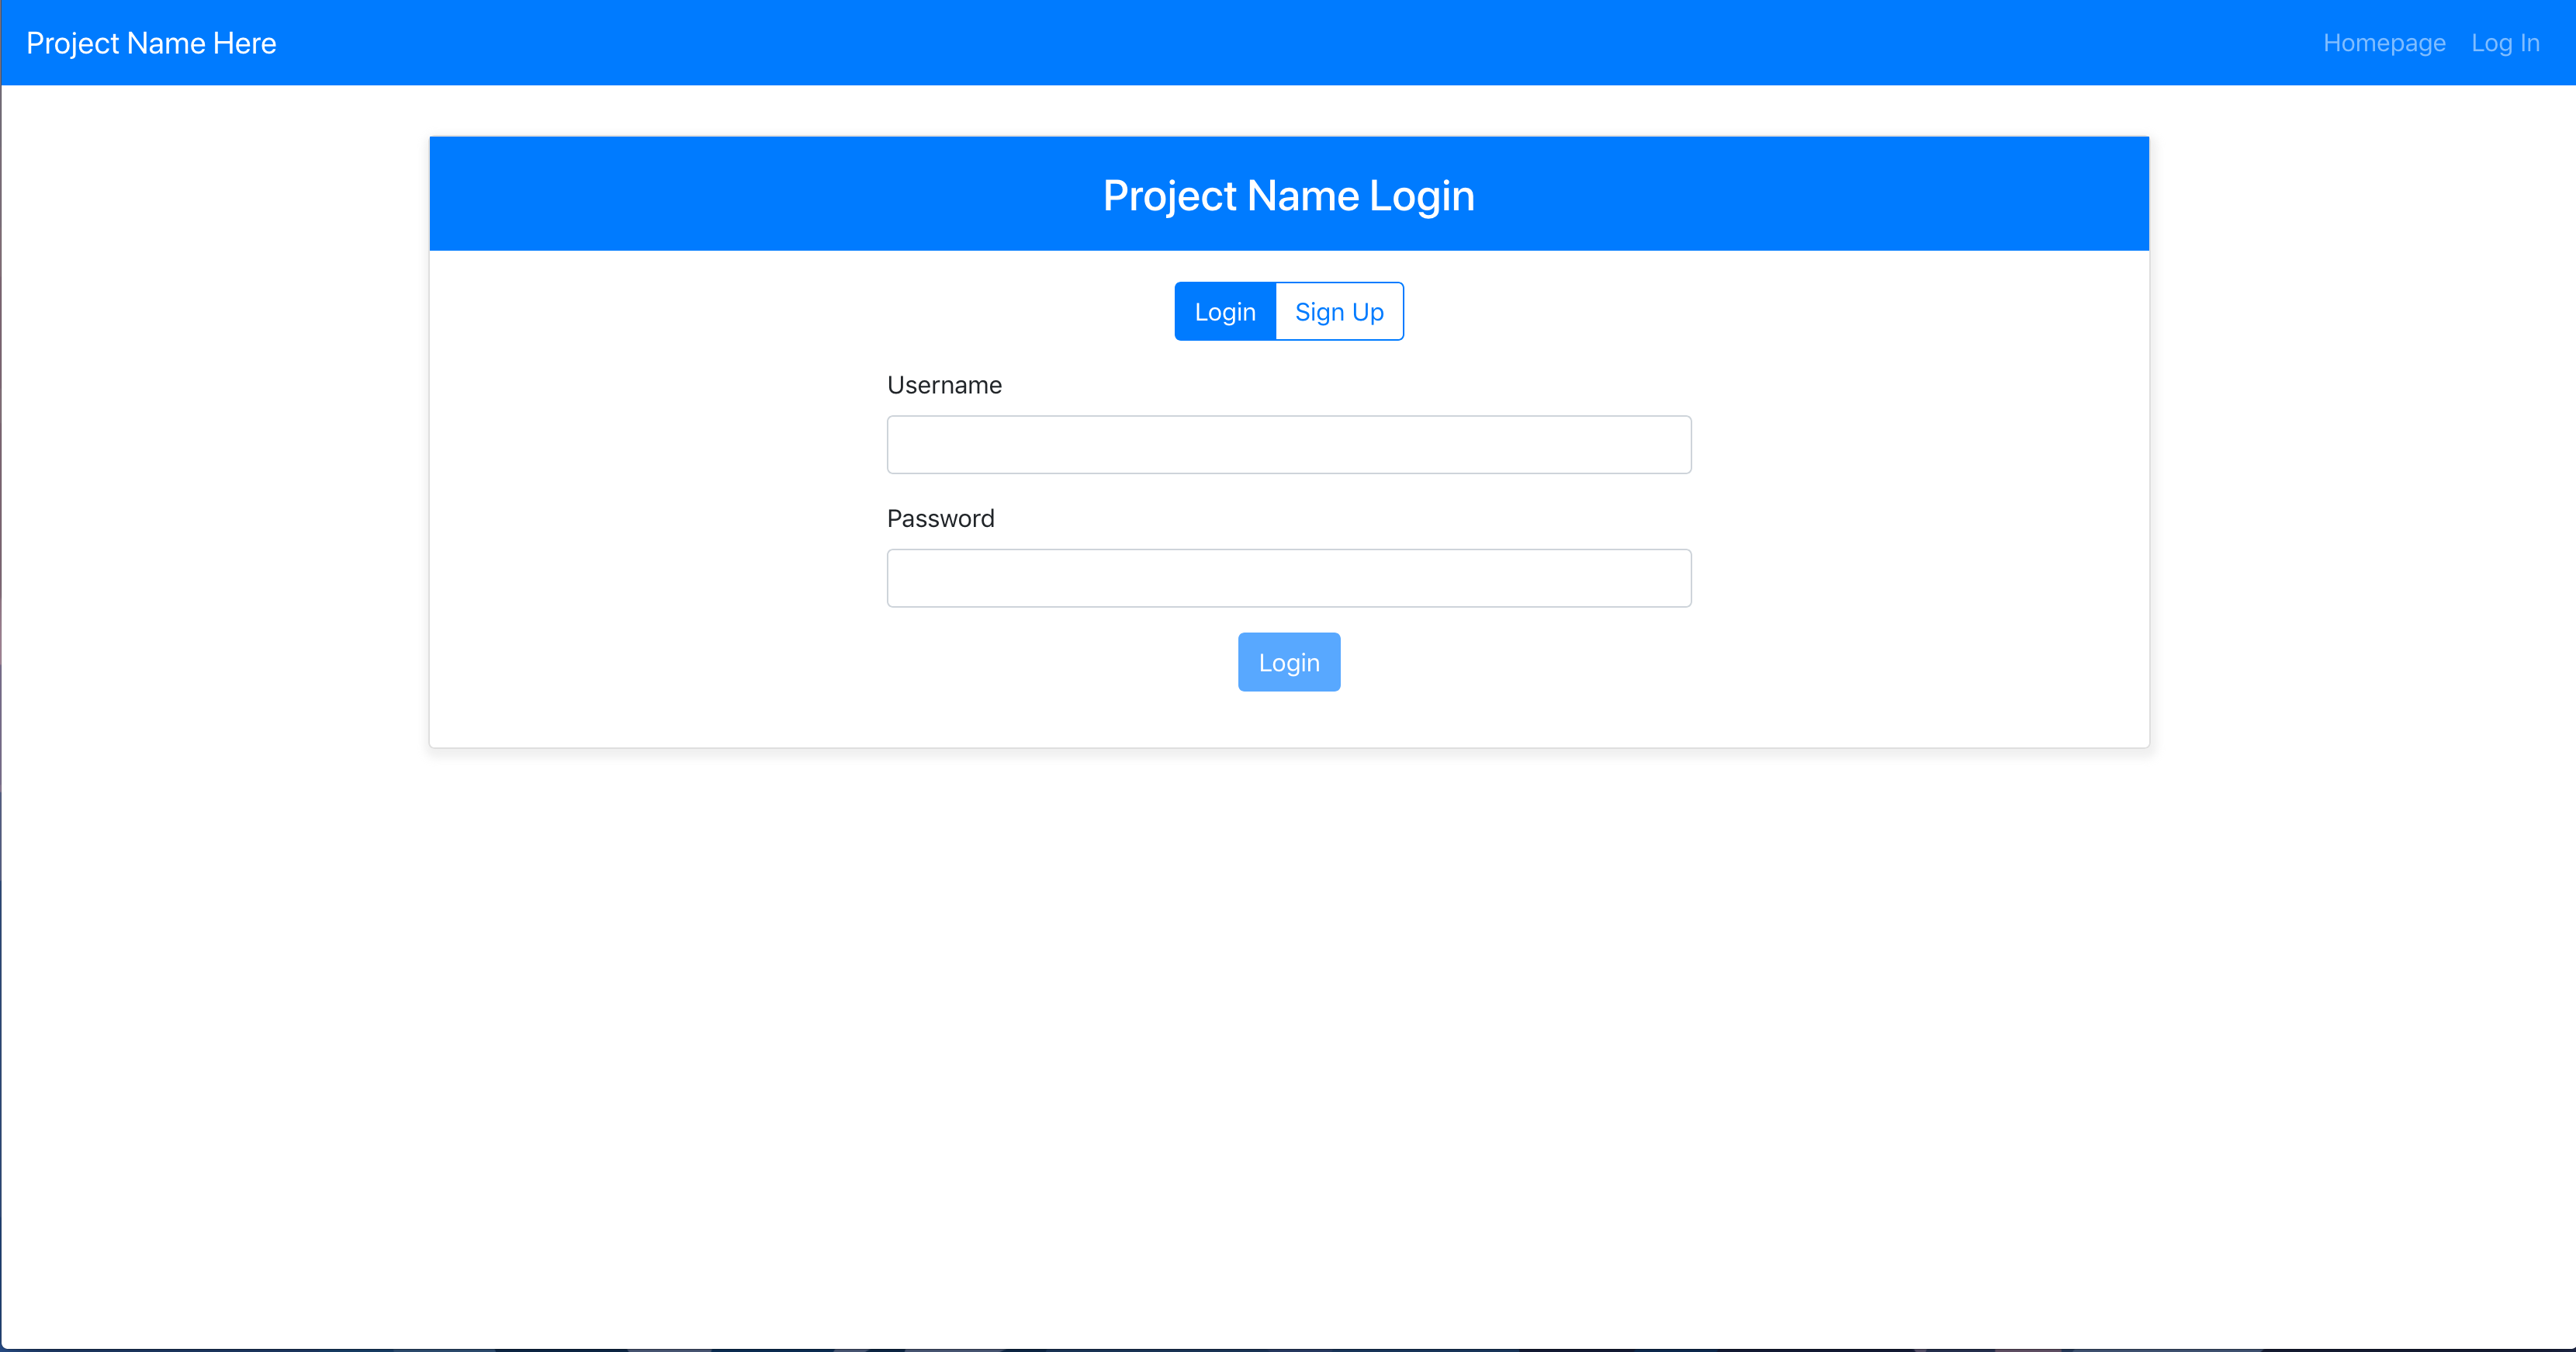 Project Name Here
Homepage Log In
Project Name Login
Login Sign Up
Username
Password
Login